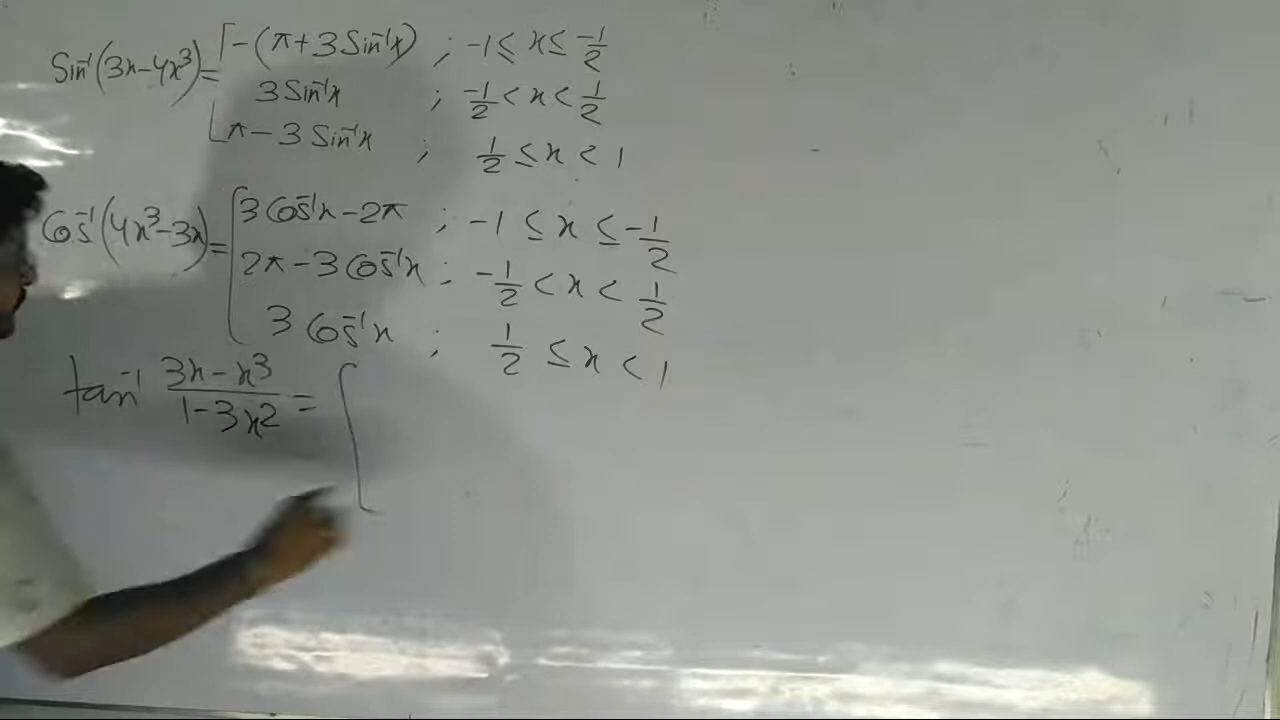 Sin⁻¹(3x-4x³) = [ -(π+3Sin⁻¹x) ; -1 ≤ x ≤ -1/2
3Sin⁻¹x ; -1/2 < x < 1/2
π-3Sin⁻¹x ; 1/2 ≤ x < 1
Cos⁻¹(4x³-3x) = { 3Cos⁻¹x-2π ; -1 ≤ x ≤ -1/2
2π-3Cos⁻¹x ; -1/2 < x < 1/2
3Cos⁻¹x ; 1/2 ≤ x < 1
tan⁻¹ (3x-x³)/(1-3x²) = {